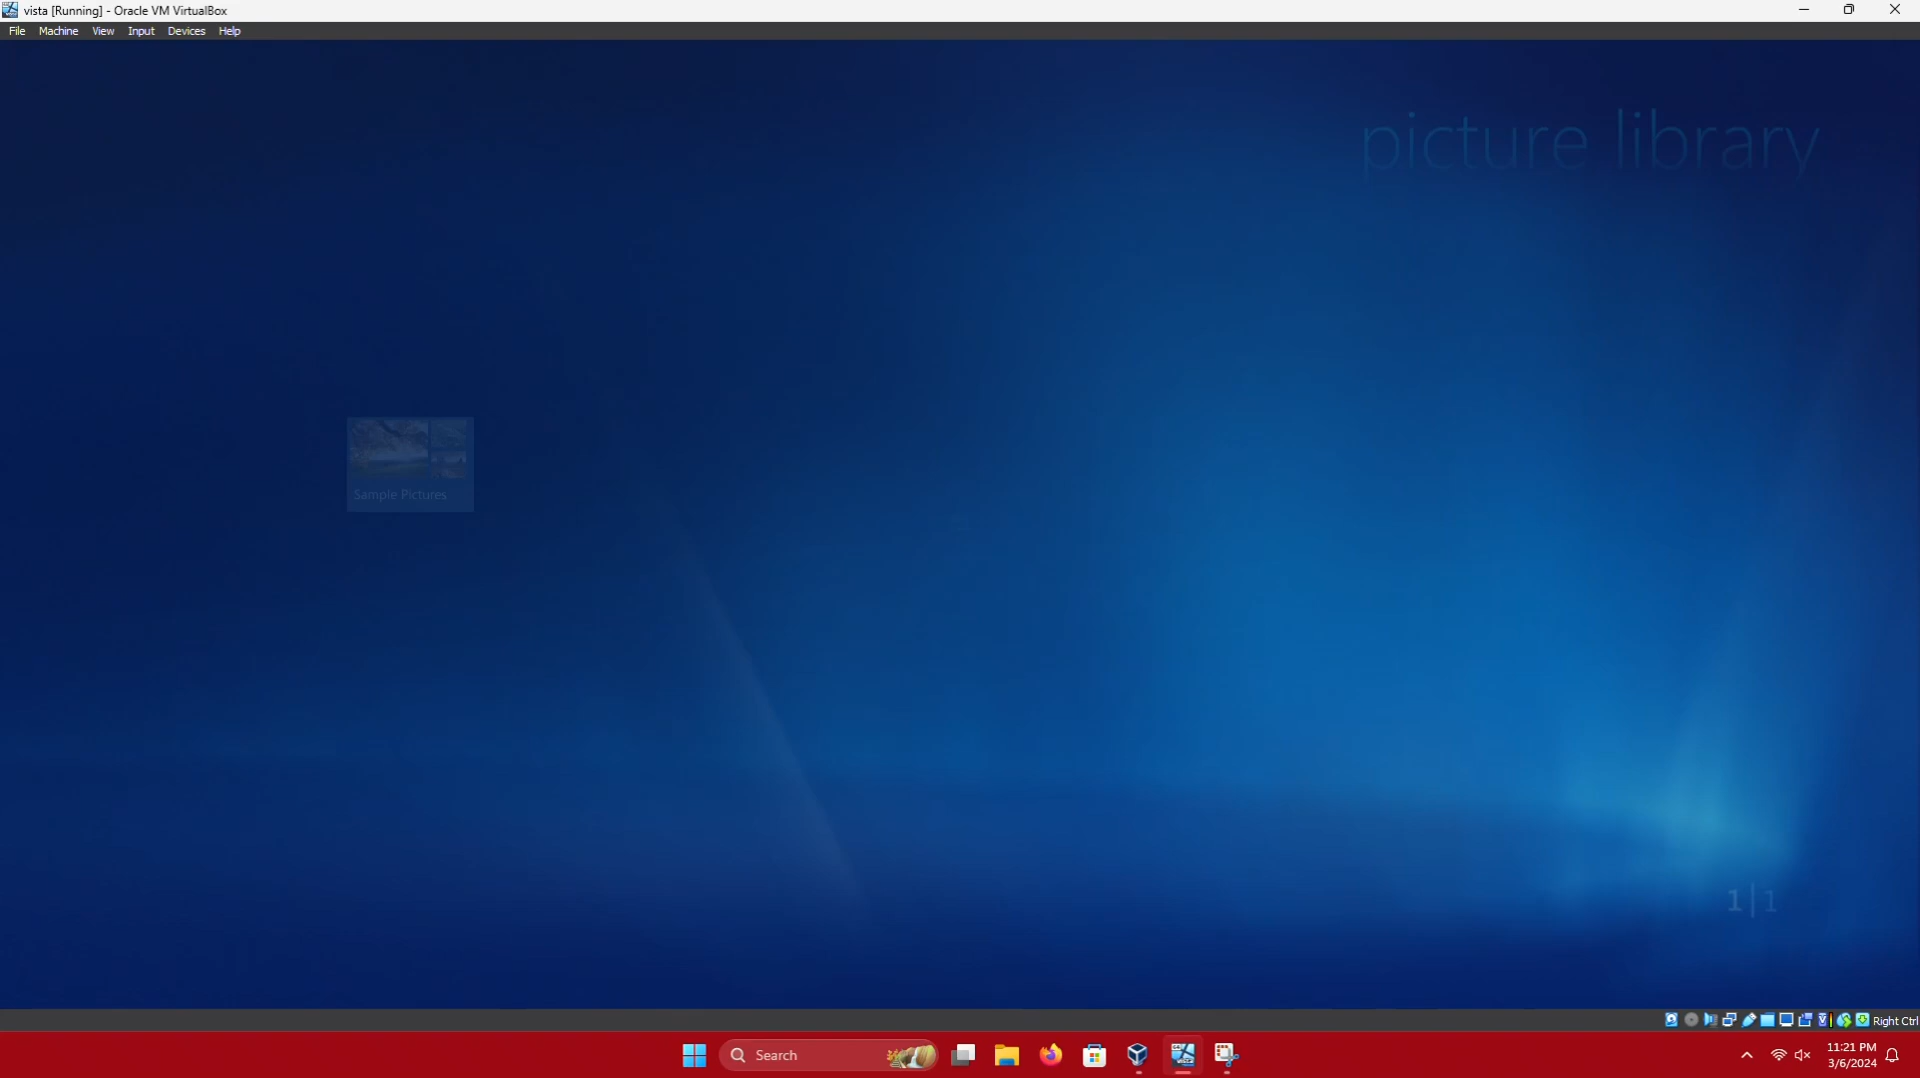 vista [Running] - Oracle VM VirtualBox
File Machine View Input Devices Help
picture library
Sample Pictures
1|1
Right Ctrl
Search
11:21 PM
3/6/2024